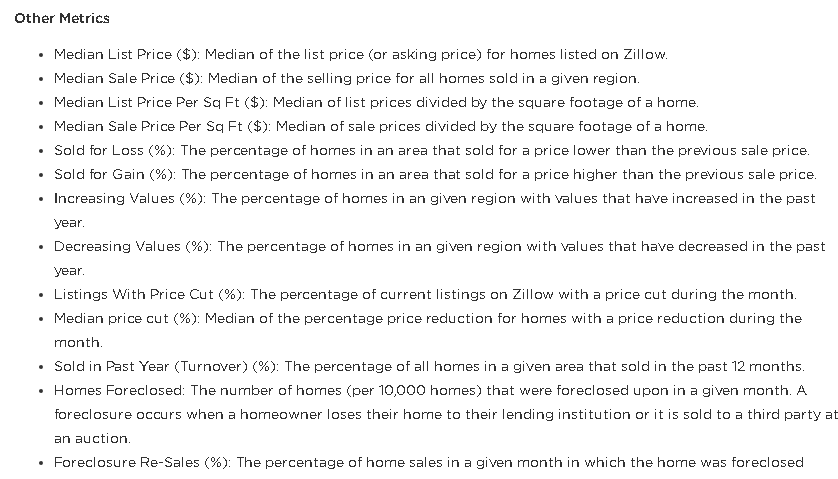 Other Metrics
• Median List Price ($): Median of the list price (or asking price) for homes listed on Zillow.
• Median Sale Price ($): Median of the selling price for all homes sold in a given region.
• Median List Price Per Sq Ft ($): Median of list prices divided by the square footage of a home.
• Median Sale Price Per Sq Ft ($): Median of sale prices divided by the square footage of a home.
• Sold for Loss (%): The percentage of homes in an area that sold for a price lower than the previous sale price.
• Sold for Gain (%): The percentage of homes in an area that sold for a price higher than the previous sale price.
• Increasing Values (%): The percentage of homes in an given region with values that have increased in the past
year.
• Decreasing Values (%): The percentage of homes in an given region with values that have decreased in the past
year.
• Listings With Price Cut (%): The percentage of current listings on Zillow with a price cut during the month.
• Median price cut (%): Median of the percentage price reduction for homes with a price reduction during the
month.
• Sold in Past Year (Turnover) (%): The percentage of all homes in a given area that sold in the past 12 months.
• Homes Foreclosed: The number of homes (per 10,000 homes) that were foreclosed upon in a given month. A
foreclosure occurs when a homeowner loses their home to their lending institution or it is sold to a third party at
an auction.
• Foreclosure Re-Sales (%): The percentage of home sales in a given month in which the home was foreclosed